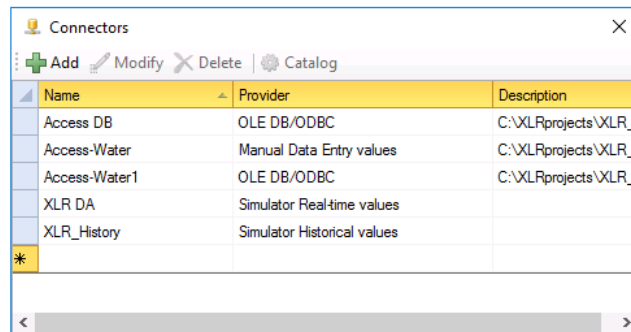 Connectors
Add Modify Delete Catalog
Name Provider Description
Access DB OLE DB/ODBC C:\XLRprojects\XLR_
Access-Water Manual Data Entry values C:\XLRprojects\XLR_
Access-Water1 OLE DB/ODBC C:\XLRprojects\XLR_
XLR DA Simulator Real-time values
XLR_History Simulator Historical values